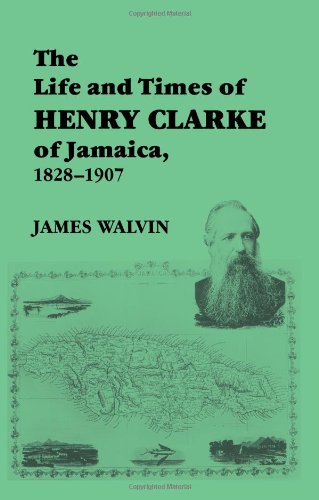 The
Life and Times of
HENRY CLARKE
of Jamaica,
1828–1907
JAMES WALVIN